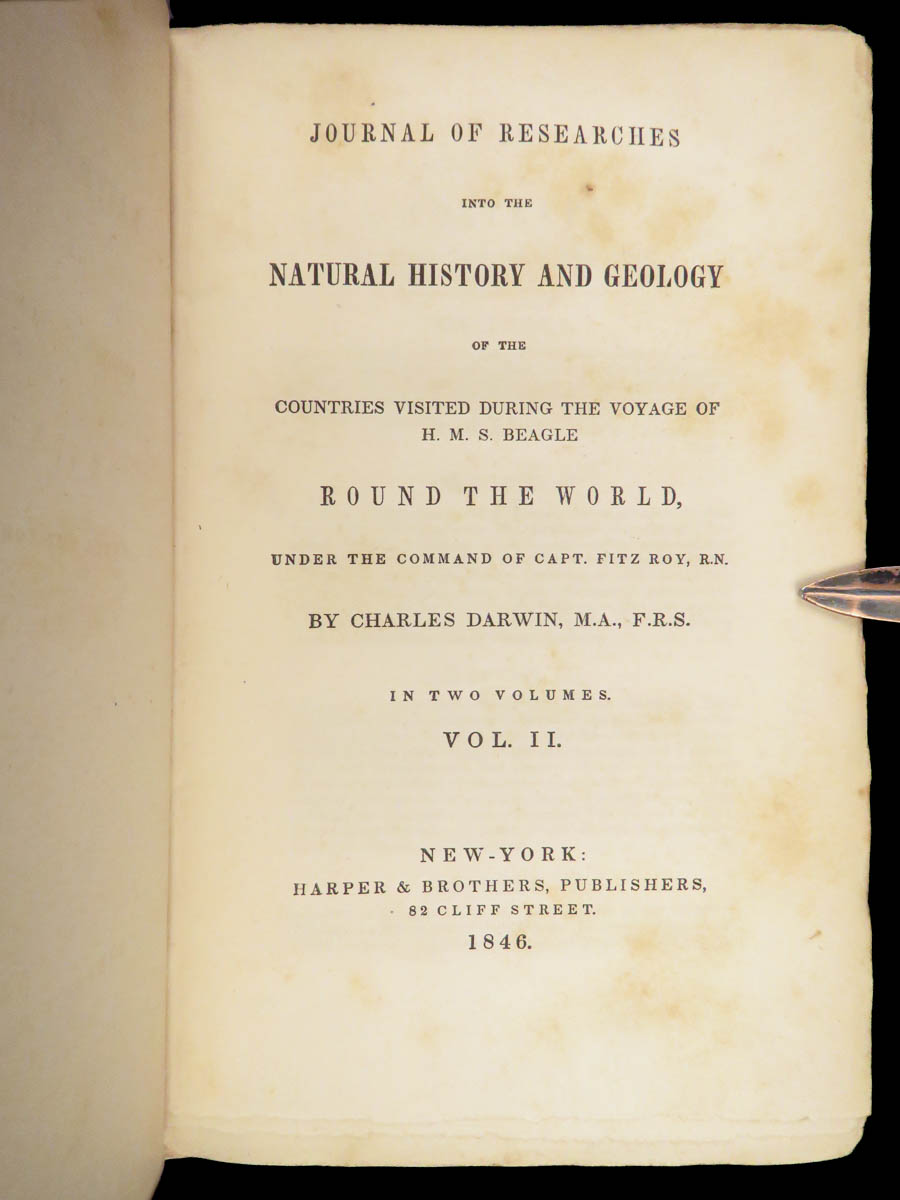 JOURNAL OF RESEARCHES
INTO THE
NATURAL HISTORY AND GEOLOGY
OF THE
COUNTRIES VISITED DURING THE VOYAGE OF
H. M. S. BEAGLE
ROUND THE WORLD,
UNDER THE COMMAND OF CAPT. FITZ ROY, R.N.
BY CHARLES DARWIN, M.A., F.R.S.
IN TWO VOLUMES.
VOL. II.
NEW-YORK:
HARPER & BROTHERS, PUBLISHERS,
82 CLIFF STREET.
1846.